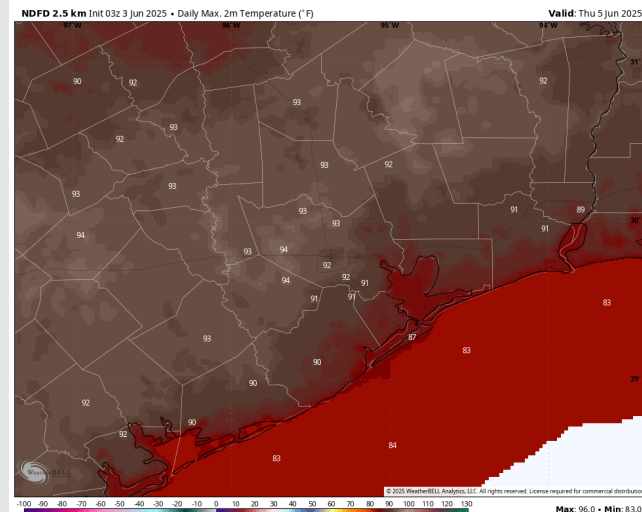 NDFD 2.5 km Init 03z 3 Jun 2025 • Daily Max. 2m Temperature (°F) Valid: Thu 5 Jun 2025
97°W 96°W 95°W 94°W
31°
90 92 92
93
93
92
93 92
93 93
93 91 89
93 30°
94 91
93 94
92
94 92 91
91 91
83
87
93
83
90
90 29°
92
90
92
84
83
WeatherBELL
© 2025 WeatherBELL Analytics, LLC. All rights reserved. License required for commercial distribution
-100 -90 -80 -70 -60 -50 -40 -30 -20 -10 0 10 20 30 40 50 60 70 80 90 100 110 120 130
Max: 96.0 • Min: 83.0